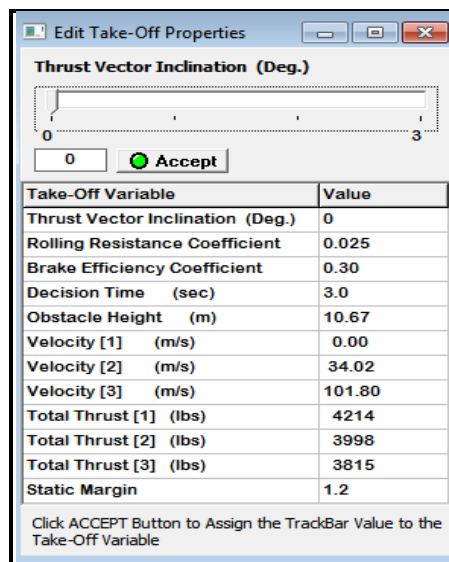 Edit Take-Off Properties
Thrust Vector Inclination (Deg.)
0 3
0 Accept
Take-Off Variable Value
Thrust Vector Inclination (Deg.) 0
Rolling Resistance Coefficient 0.025
Brake Efficiency Coefficient 0.30
Decision Time (sec) 3.0
Obstacle Height (m) 10.67
Velocity [1] (m/s) 0.00
Velocity [2] (m/s) 34.02
Velocity [3] (m/s) 101.80
Total Thrust [1] (lbs) 4214
Total Thrust [2] (lbs) 3998
Total Thrust [3] (lbs) 3815
Static Margin 1.2
Click ACCEPT Button to Assign the TrackBar Value to the
Take-Off Variable